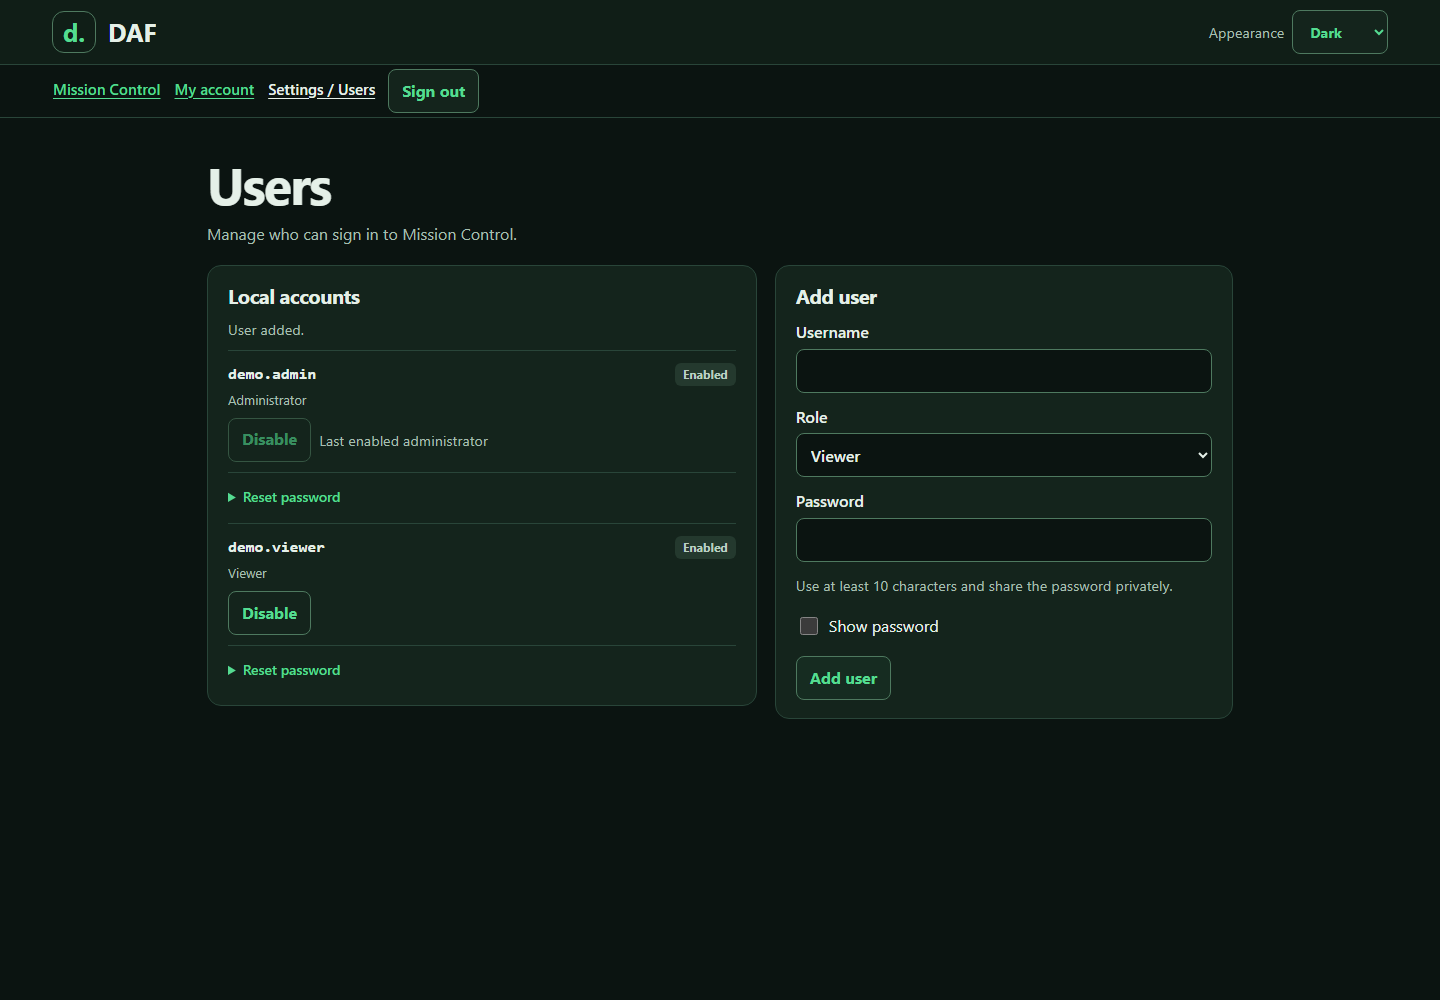 d. DAF
Appearance Dark
Mission Control My account Settings / Users Sign out
Users
Manage who can sign in to Mission Control.
Local accounts
User added.
demo.admin Enabled
Administrator
Disable Last enabled administrator
Reset password
demo.viewer Enabled
Viewer
Disable
Reset password
Add user
Username
Role
Viewer
Password
Use at least 10 characters and share the password privately.
Show password
Add user